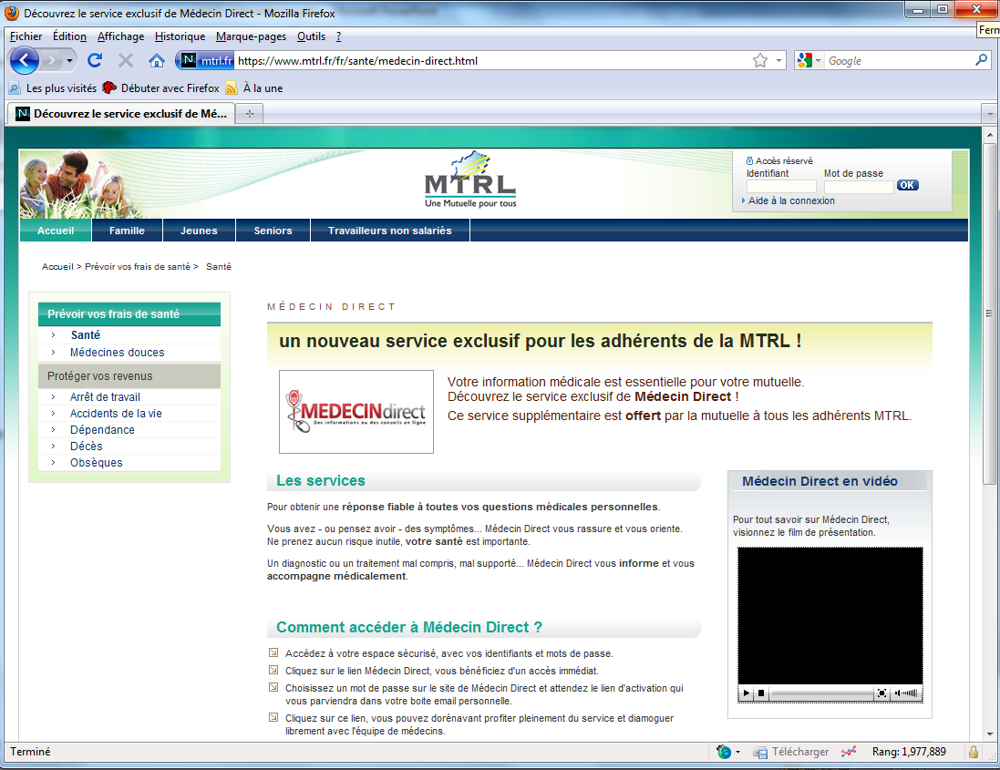 Découvrez le service exclusif de Médecin Direct - Mozilla Firefox
Fichier Édition Affichage Historique Marque-pages Outils ?
Ferm
mtrl.fr https://www.mtrl.fr/fr/sante/medecin-direct.html
Google
Les plus visités Débuter avec Firefox À la une
N Découvrez le service exclusif de Mé...
MTRL
Une Mutuelle pour tous
Accès réservé
Identifiant Mot de passe
OK
Aide à la connexion
Accueil Famille Jeunes Seniors Travailleurs non salariés
Accueil > Prévoir vos frais de santé > Santé
Prévoir vos frais de santé
Santé
Médecines douces
Protéger vos revenus
Arrêt de travail
Accidents de la vie
Dépendance
Décès
Obsèques
MÉDECIN DIRECT
un nouveau service exclusif pour les adhérents de la MTRL !
MEDECINdirect
Des informations ou des conseils en ligne
Votre information médicale est essentielle pour votre mutuelle.
Découvrez le service exclusif de Médecin Direct !
Ce service supplémentaire est offert par la mutuelle à tous les adhérents MTRL.
Les services
Pour obtenir une réponse fiable à toutes vos questions médicales personnelles.
Vous avez - ou pensez avoir - des symptômes... Médecin Direct vous rassure et vous oriente.
Ne prenez aucun risque inutile, votre santé est importante.
Un diagnostic ou un traitement mal compris, mal supporté... Médecin Direct vous informe et vous
accompagne médicalement.
Comment accéder à Médecin Direct ?
Accédez à votre espace sécurisé, avec vos identifiants et mots de passe.
Cliquez sur le lien Médecin Direct, vous bénéficiez d'un accès immédiat.
Choisissez un mot de passe sur le site de Médecin Direct et attendez le lien d'activation qui
vous parviendra dans votre boite email personnelle.
Cliquez sur ce lien, vous pouvez dorénavant profiter pleinement du service et diamoguer
librement avec l'équipe de médecins.
Médecin Direct en vidéo
Pour tout savoir sur Médecin Direct,
visionnez le film de présentation.
Terminé
Télécharger
Rang: 1,977,889